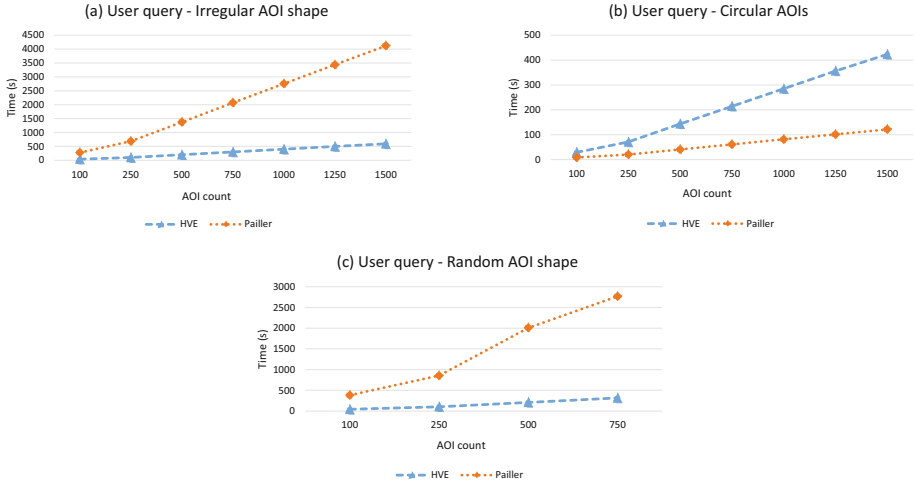 (a) User query - Irregular AOI shape
4500
4000
3500
3000
2500
2000
1500
1000
500
0
Time (s)
100 250 500 750 1000 1250 1500
AOI count
HVE Pailler
(b) User query - Circular AOIs
500
400
300
200
100
0
Time (s)
100 250 500 750 1000 1250 1500
AOI count
HVE Pailler
(c) User query - Random AOI shape
3000
2500
2000
1500
1000
500
0
Time (s)
100 250 500 750
AOI count
HVE Pailler